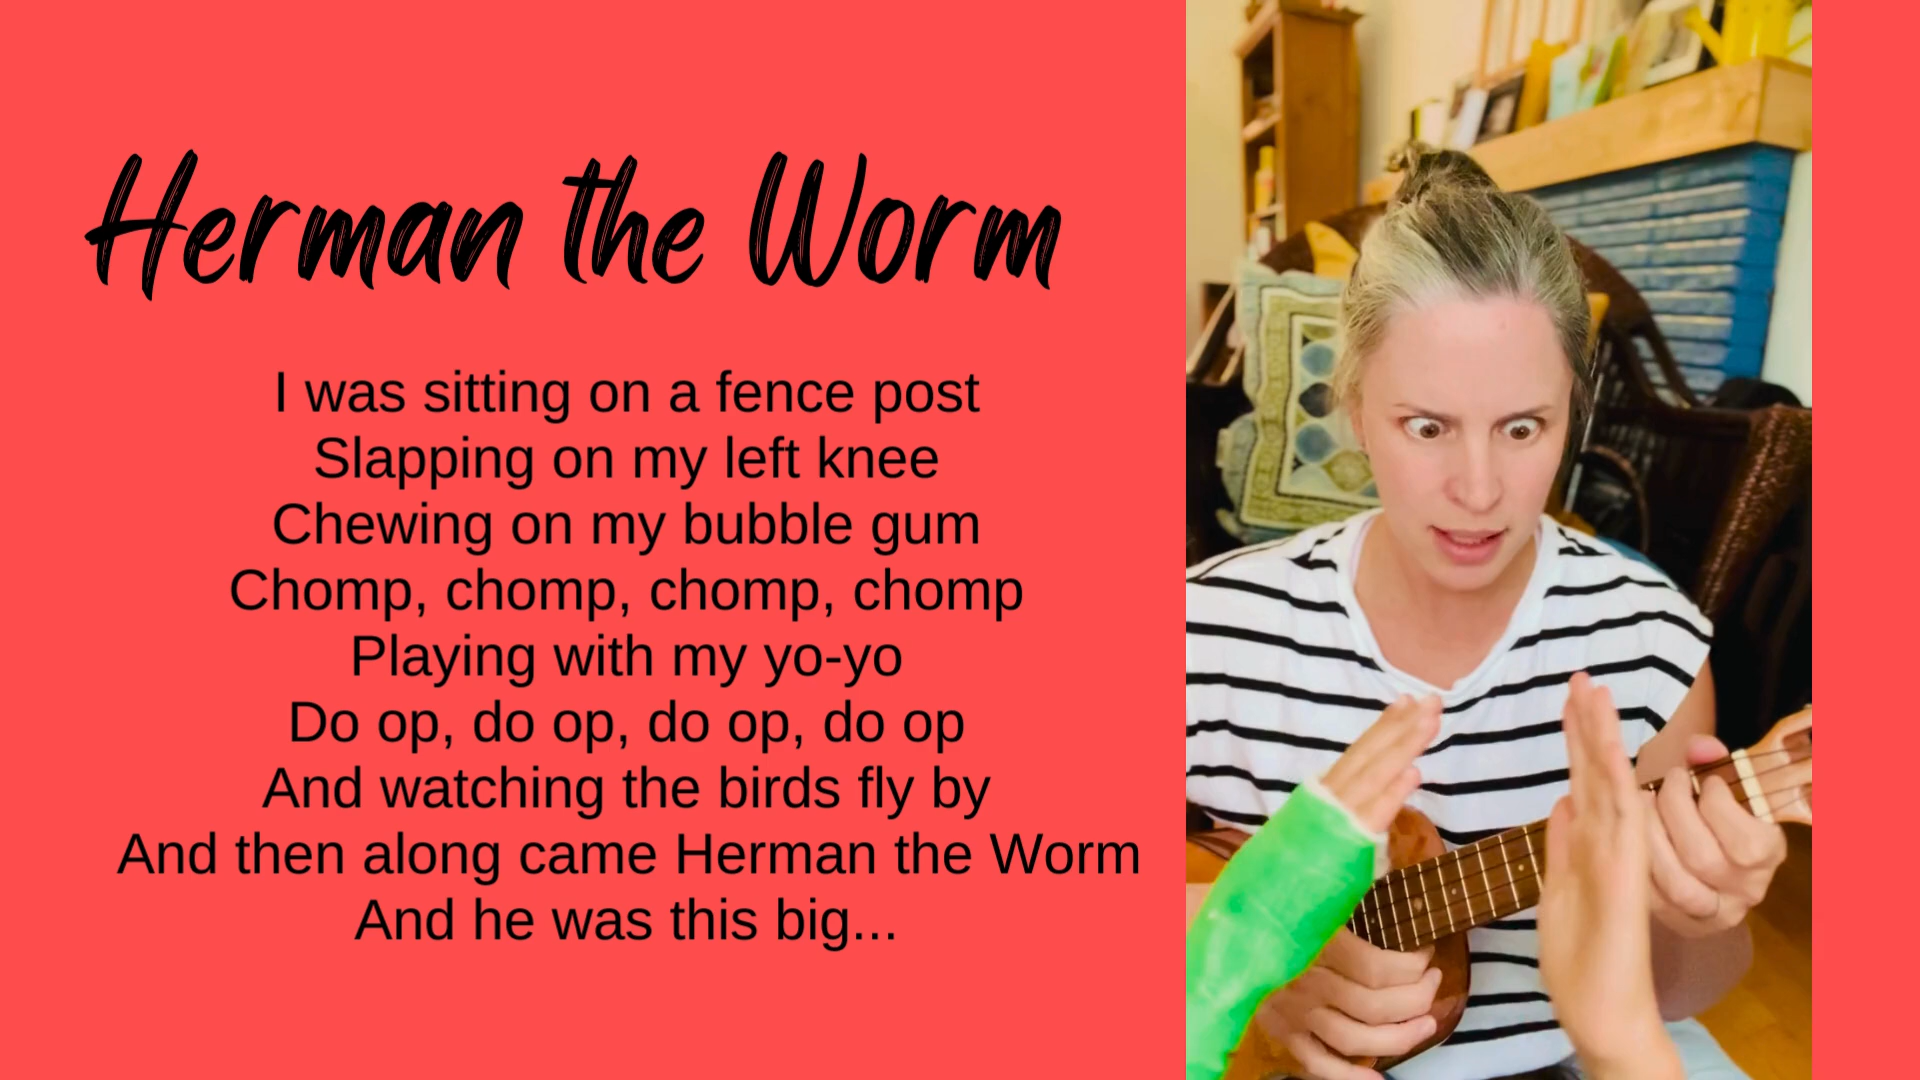 Herman the Worm
I was sitting on a fence post
Slapping on my left knee
Chewing on my bubble gum
Chomp, chomp, chomp, chomp
Playing with my yo-yo
Do op, do op, do op, do op
And watching the birds fly by
And then along came Herman the Worm
And he was this big...